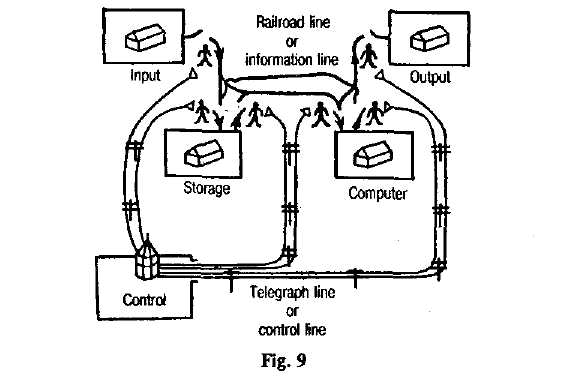 Railroad line
or
information line
Input
Output
Storage
Computer
Control
Telegraph line
or
control line
Fig. 9